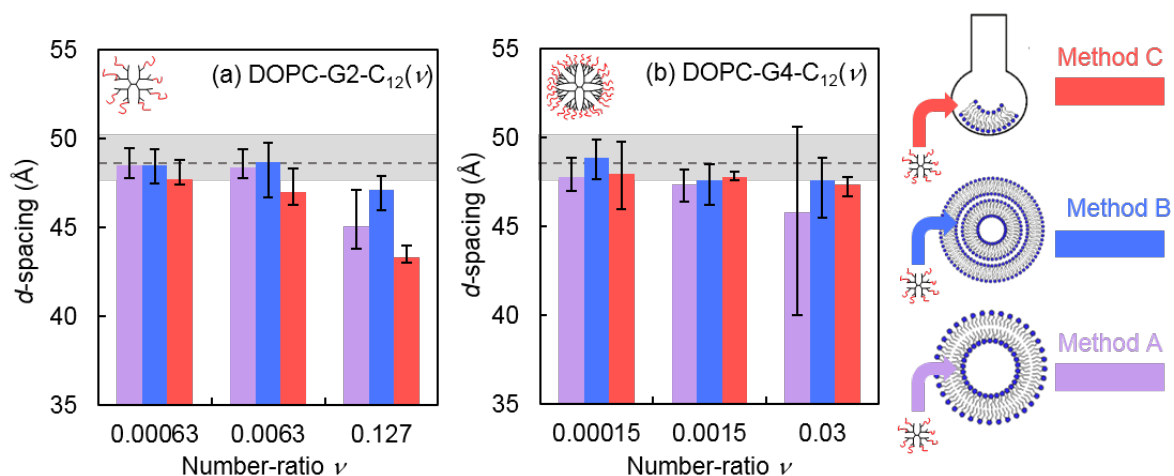 (a) DOPC-G2-C₁₂(ν)
d-spacing (Å)
55
50
45
40
35
0.00063 0.0063 0.127
Number-ratio ν
(b) DOPC-G4-C₁₂(ν)
d-spacing (Å)
55
50
45
40
35
0.00015 0.0015 0.03
Number-ratio ν
Method C
Method B
Method A